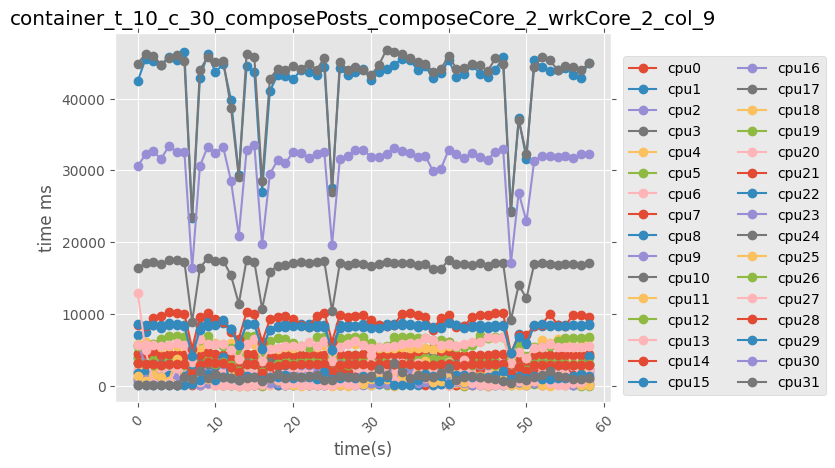 container_t_10_c_30_composePosts_composeCore_2_wrkCore_2_col_9
time ms
40000
30000
20000
10000
0
0
10
20
30
40
50
60
time(s)
cpu0
cpu1
cpu2
cpu3
cpu4
cpu5
cpu6
cpu7
cpu8
cpu9
cpu10
cpu11
cpu12
cpu13
cpu14
cpu15
cpu16
cpu17
cpu18
cpu19
cpu20
cpu21
cpu22
cpu23
cpu24
cpu25
cpu26
cpu27
cpu28
cpu29
cpu30
cpu31